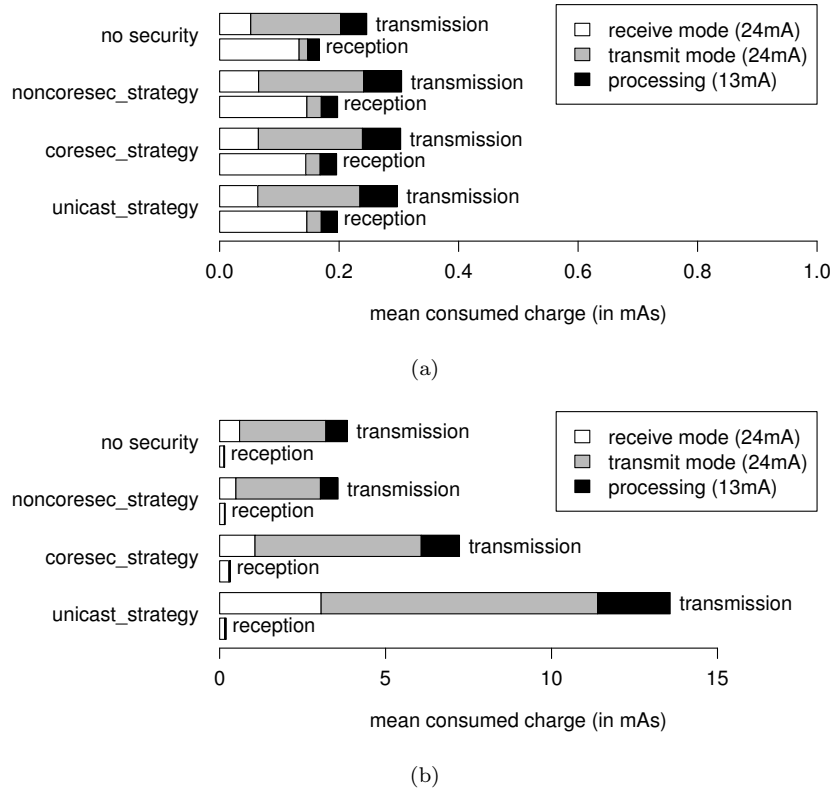 no security
transmission
reception
noncoresec_strategy
transmission
reception
coresec_strategy
transmission
reception
unicast_strategy
transmission
reception
receive mode (24mA)
transmit mode (24mA)
processing (13mA)
0.0 0.2 0.4 0.6 0.8 1.0
mean consumed charge (in mAs)
(a)
no security
transmission
reception
noncoresec_strategy
transmission
reception
coresec_strategy
transmission
reception
unicast_strategy
transmission
reception
receive mode (24mA)
transmit mode (24mA)
processing (13mA)
0 5 10 15
mean consumed charge (in mAs)
(b)